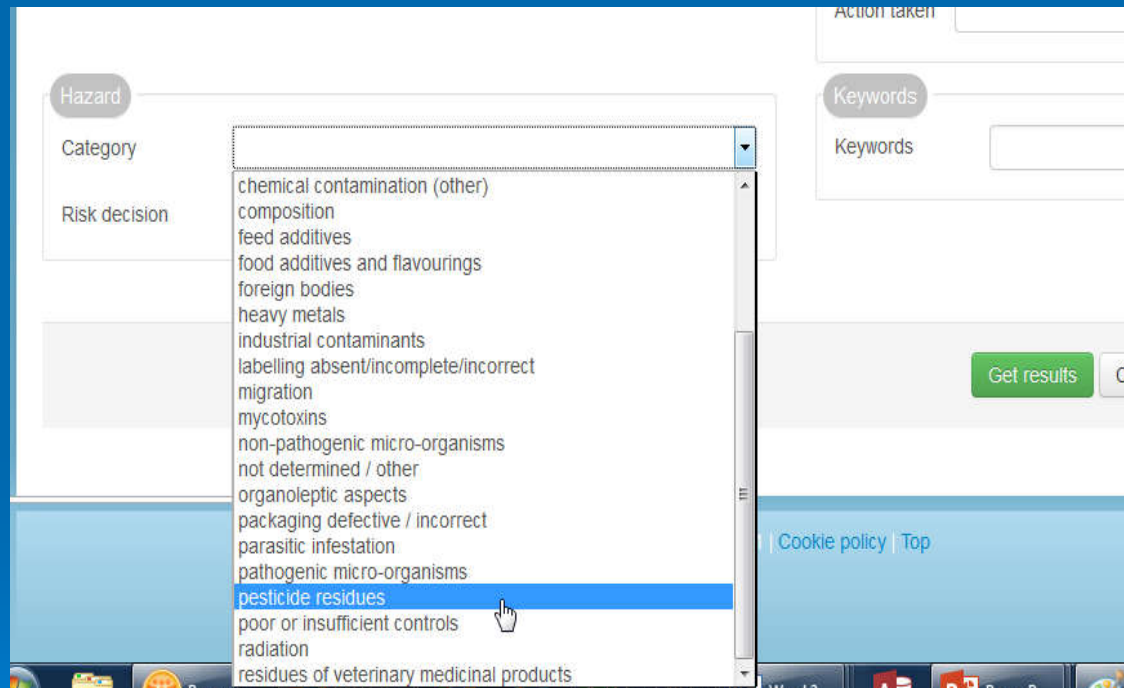 Action taken
Hazard
Keywords
Category
Keywords
chemical contamination (other)
composition
Risk decision
feed additives
food additives and flavourings
foreign bodies
heavy metals
industrial contaminants
labelling absent/incomplete/incorrect
Get results
migration
mycotoxins
non-pathogenic micro-organisms
not determined / other
organoleptic aspects
packaging defective / incorrect
| Cookie policy | Top
parasitic infestation
pathogenic micro-organisms
pesticide residues
poor or insufficient controls
radiation
residues of veterinary medicinal products